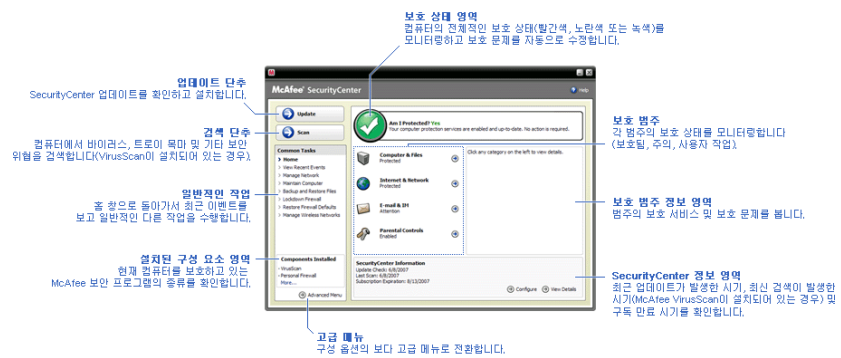 보호 상태 영역
컴퓨터의 전체적인 보호 상태(빨간색, 노란색 또는 녹색)를
모니터링하고 보호 문제를 자동으로 수정합니다.
업데이트 단추
SecurityCenter 업데이트를 확인하고 설치합니다.
검색 단추
컴퓨터에서 바이러스, 트로이 목마 및 기타 보안
위협을 검색합니다(VirusScan이 설치되어 있는 경우).
일반적인 작업
홈 창으로 돌아가서 최근 이벤트를
보고 일반적인 다른 작업을 수행합니다.
설치된 구성 요소 영역
현재 컴퓨터를 보호하고 있는
McAfee 보안 프로그램의 종류를 확인합니다.
McAfee SecurityCenter
Help
Update
Scan
Common Tasks
Home
View Recent Events
Manage Network
Maintain Computer
Backup and Restore Files
Lockdown Firewall
Restore Firewall Defaults
Manage Wireless Networks
Components Installed
- VirusScan
- Personal Firewall
More...
Advanced Menu
Am I Protected? Yes
Your computer protection services are enabled and up-to-date. No action is required.
Computer & Files
Protected
Internet & Network
Protected
E-mail & IM
Attention
Parental Controls
Enabled
Click any category on the left to view details.
SecurityCenter Information
Update Check: 6/8/2007
Last Scan: 6/8/2007
Subscription Expiration: 8/13/2007
Configure
View Details
보호 범주
각 범주의 보호 상태를 모니터링합니다
(보호됨, 주의, 사용자 작업).
보호 범주 정보 영역
범주의 보호 서비스 및 보호 문제를 봅니다.
SecurityCenter 정보 영역
최근 업데이트가 발생한 시기, 최신 검색이 발생한
시기(McAfee VirusScan이 설치되어 있는 경우) 및
구독 만료 시기를 확인합니다.
고급 메뉴
구성 옵션의 보다 고급 메뉴로 전환합니다.